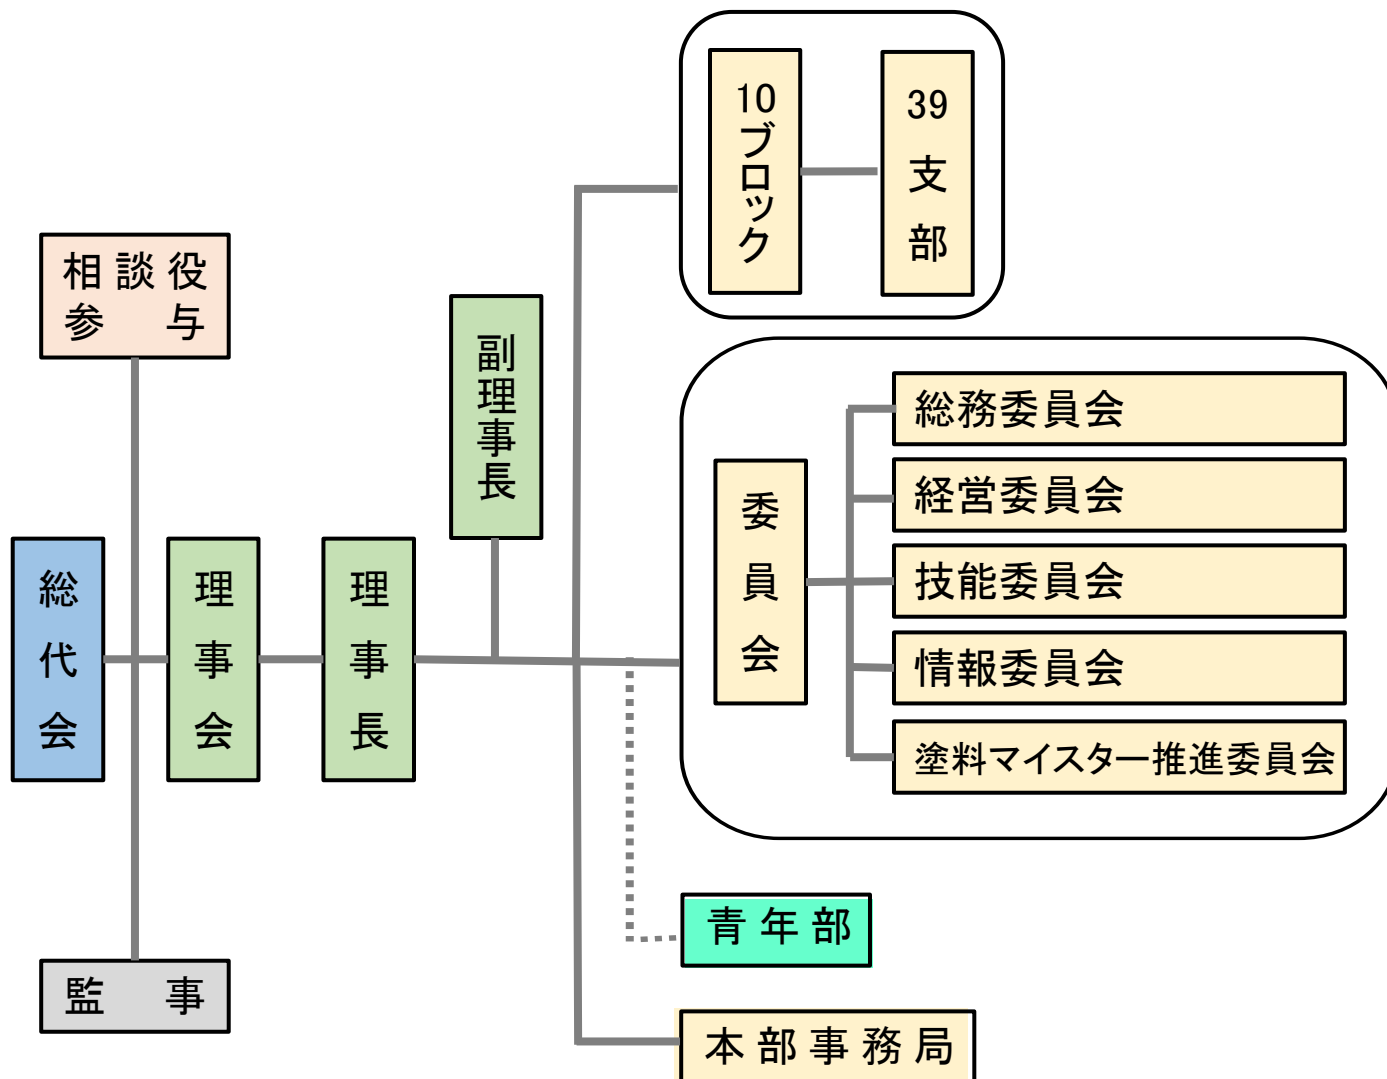 10ブロック
39支部
相談役
参与
副理事長
総務委員会
経営委員会
委員会
技能委員会
総代会
理事会
理事長
情報委員会
塗料マイスター推進委員会
青年部
監事
本部事務局